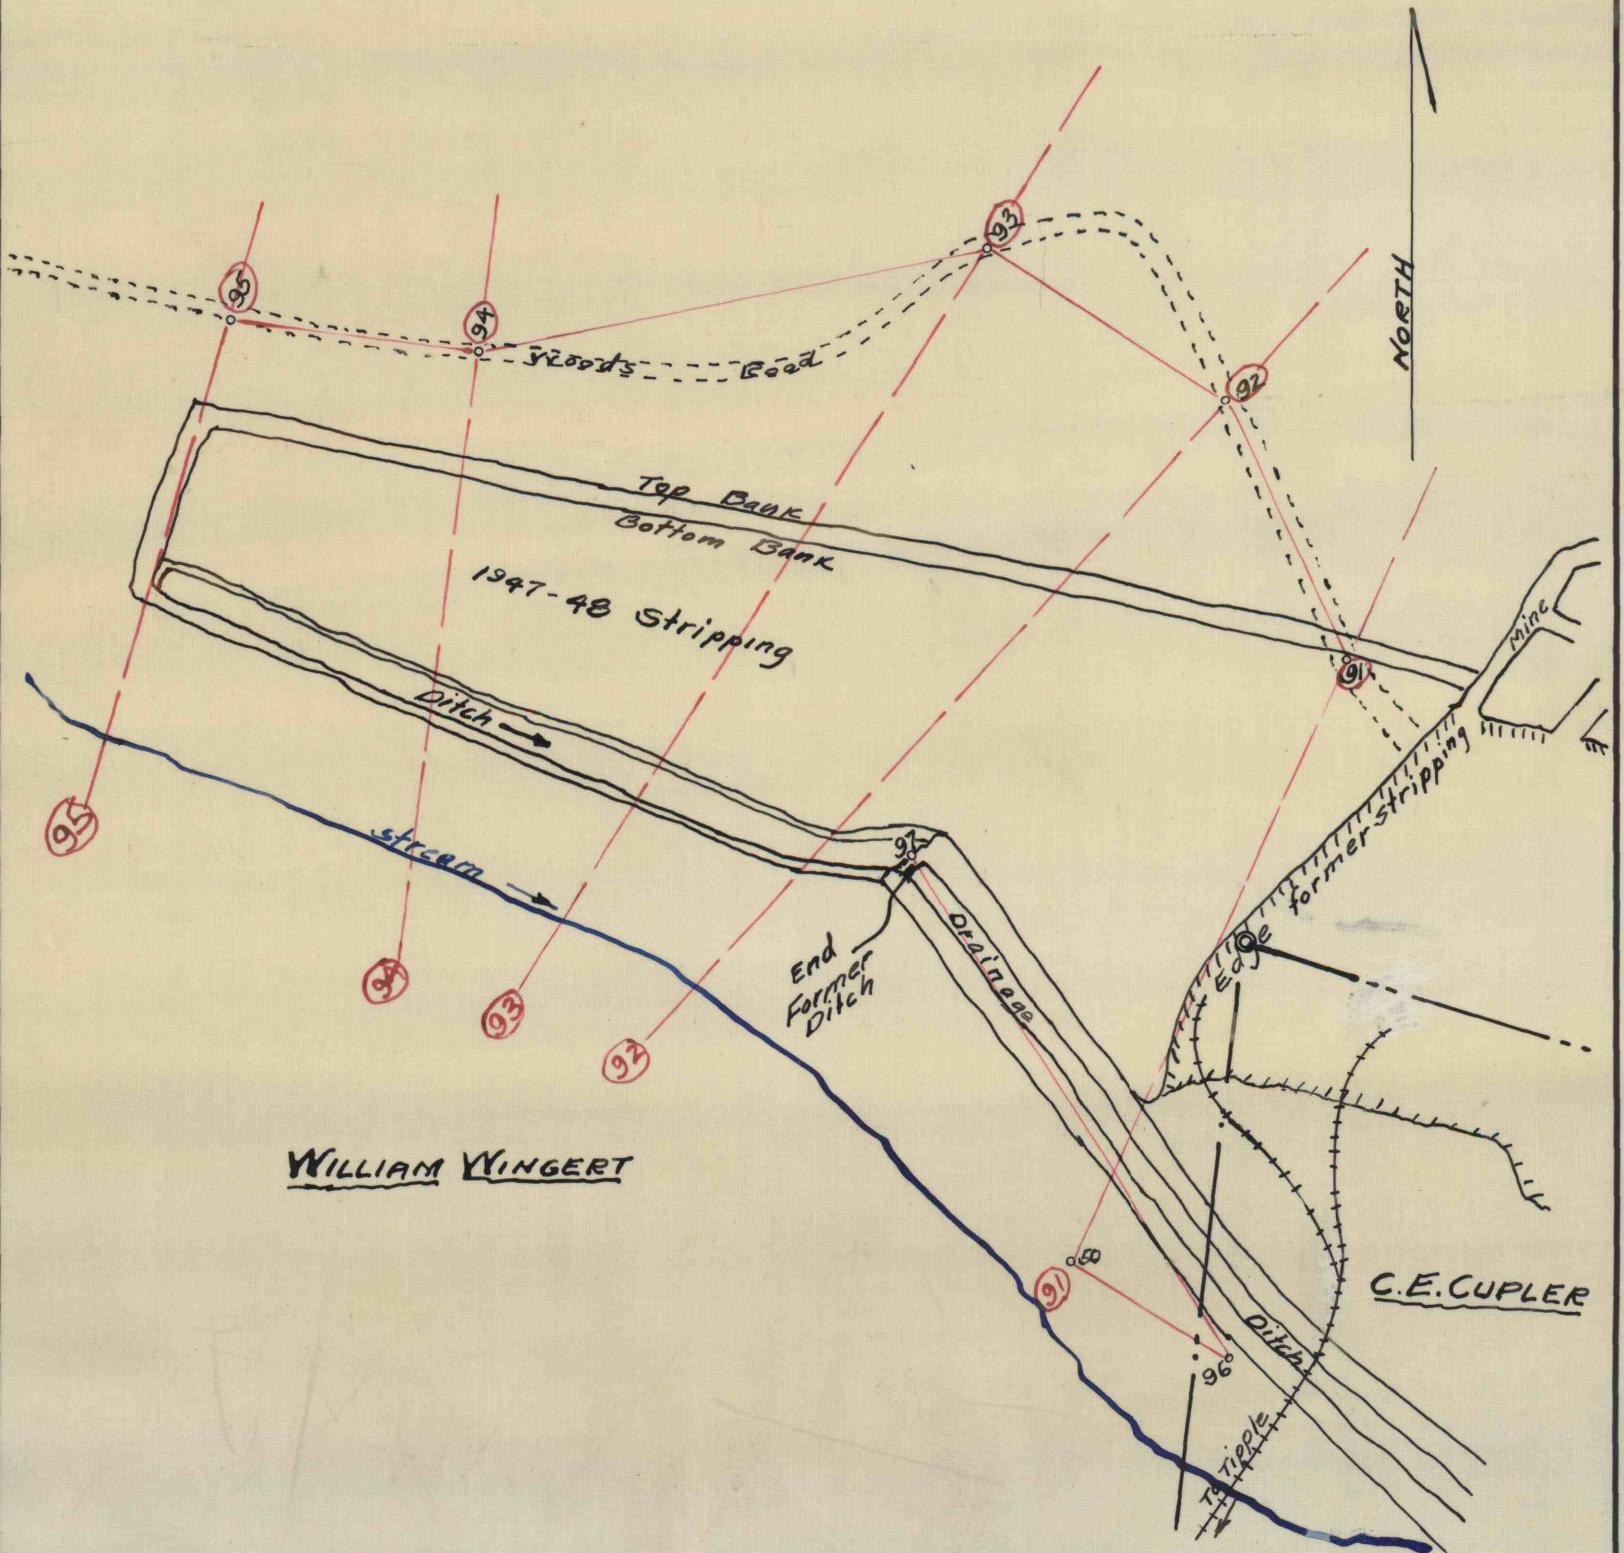 NORTH
93
95
94
Woods Road
92
Top Bank
Bottom Bank
1947-48 Stripping
Mine
91
Ditch
Edge former stripping
95
stream
97
End
Former
Ditch
Drainage
94
93
92
WILLIAM WINGERT
50
91
C.E. CUPLER
Ditch
96
To Tipple